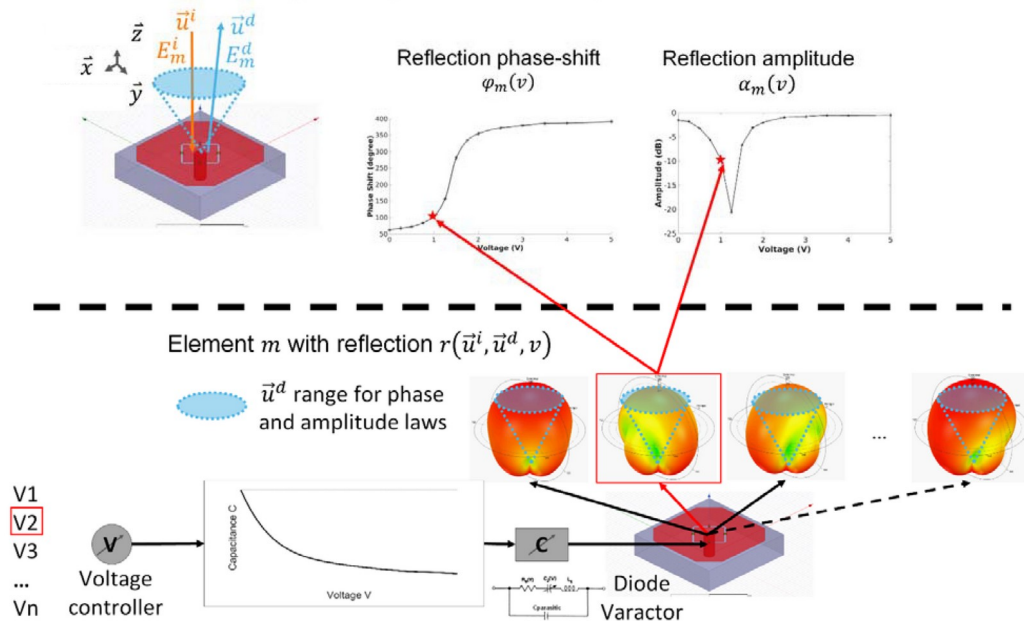 z⃗
u⃗^i
u⃗^d
E_m^i
E_m^d
x⃗
y⃗
Reflection phase-shift
φ_m(v)
Reflection amplitude
α_m(v)
Phase Shift (degree)
400
350
300
250
200
150
100
50
0
1
2
3
4
5
Voltage (V)
Amplitude (dB)
0
-5
-10
-15
-20
-25
0
1
2
3
4
5
Voltage (V)
Element m with reflection r(u⃗^i, u⃗^d, v)
u⃗^d range for phase
and amplitude laws
...
V1
V2
V3
...
Vn
V
Voltage
controller
Capacitance C
Voltage V
C
Cparasitic
Diode
Varactor